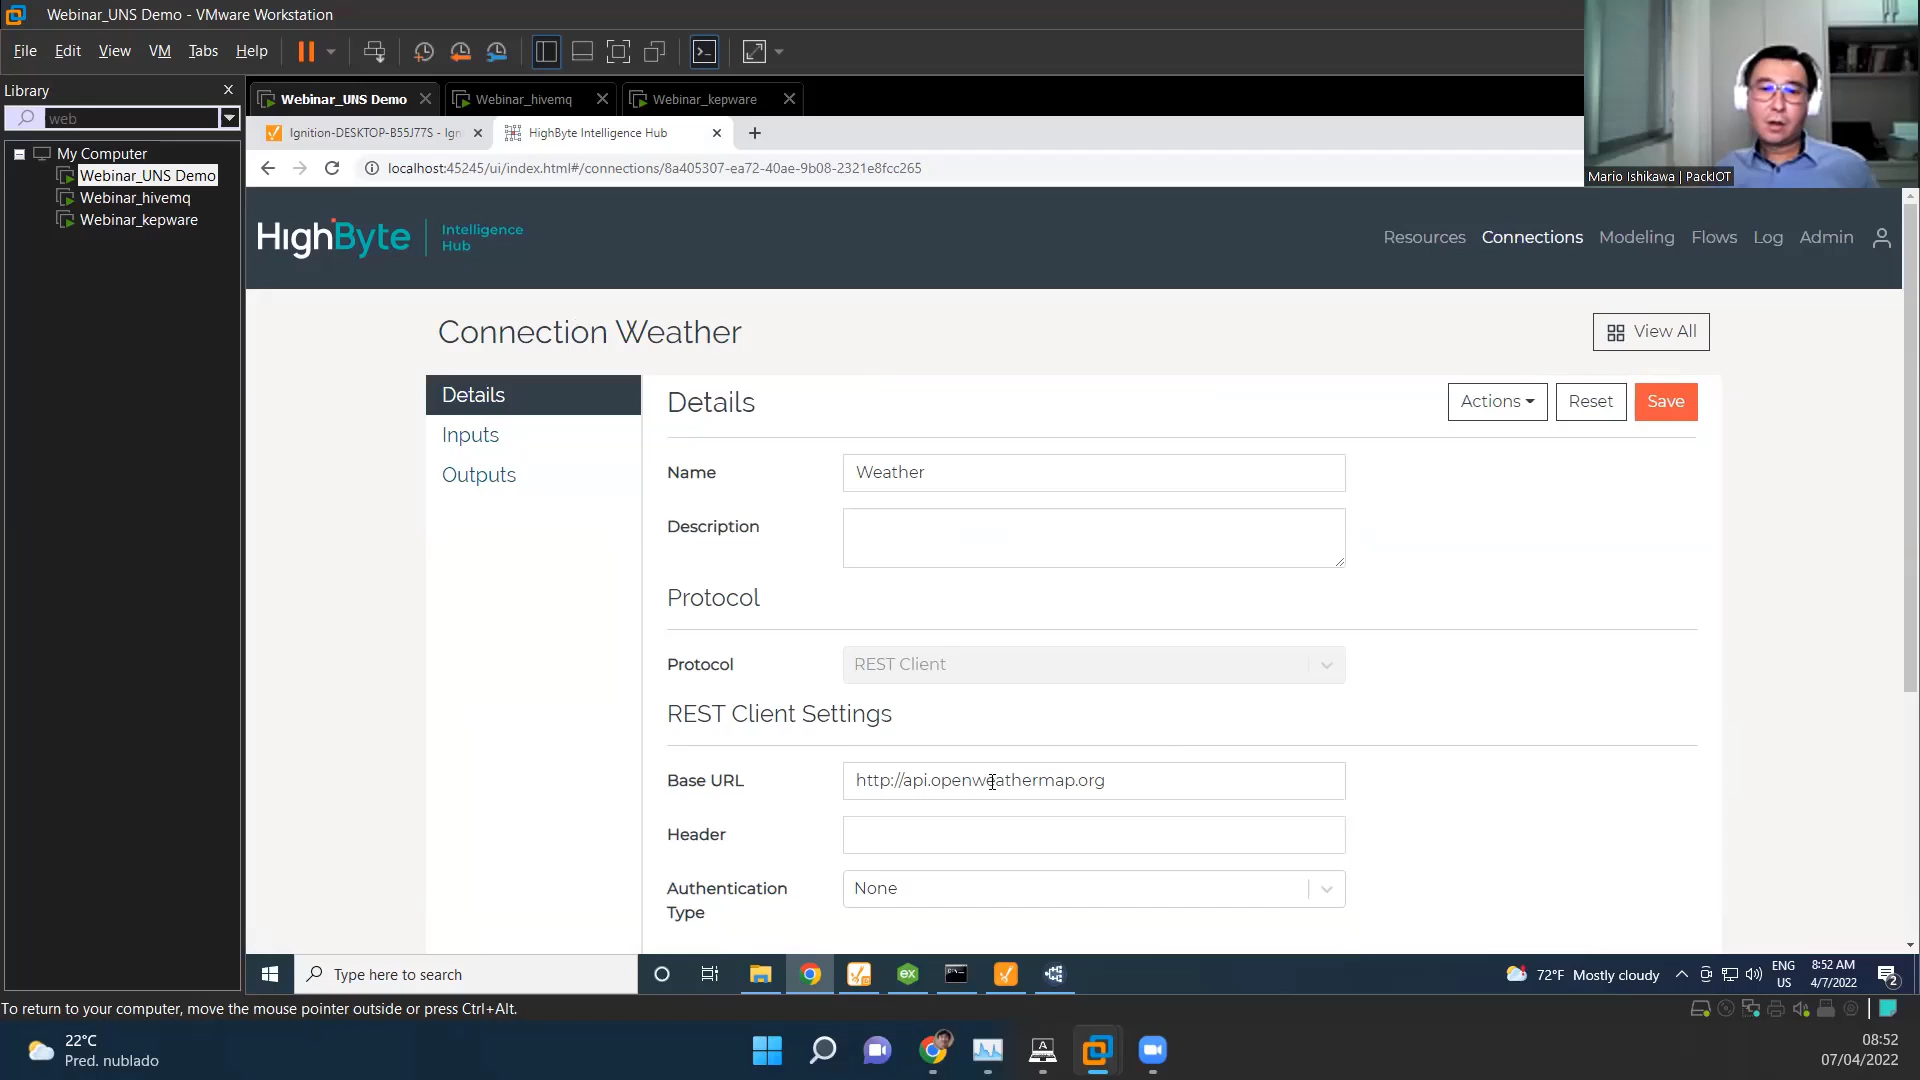 Webinar_UNS Demo - VMware Workstation
File Edit View VM Tabs Help
Library
web
My Computer
Webinar_UNS Demo
Webinar_hivemq
Webinar_kepware
Webinar_UNS Demo
Webinar_hivemq
Webinar_kepware
Ignition-DESKTOP-B55J77S - Ign
HighByte Intelligence Hub
localhost:45245/ui/index.html#/connections/8a405307-ea72-40ae-9b08-2321e8fcc265
Mario Ishikawa | PackIOT
HighByte
Intelligence
Hub
Resources Connections Modeling Flows Log Admin
Connection Weather
View All
Details
Inputs
Outputs
Details
Actions
Reset
Save
Name
Weather
Description
Protocol
Protocol
REST Client
REST Client Settings
Base URL
http://api.openweathermap.org
Header
Authentication
Type
None
Type here to search
ex
72°F Mostly cloudy
ENG
US
8:52 AM
4/7/2022
2
To return to your computer, move the mouse pointer outside or press Ctrl+Alt.
22°C
Pred. nublado
A
08:52
07/04/2022